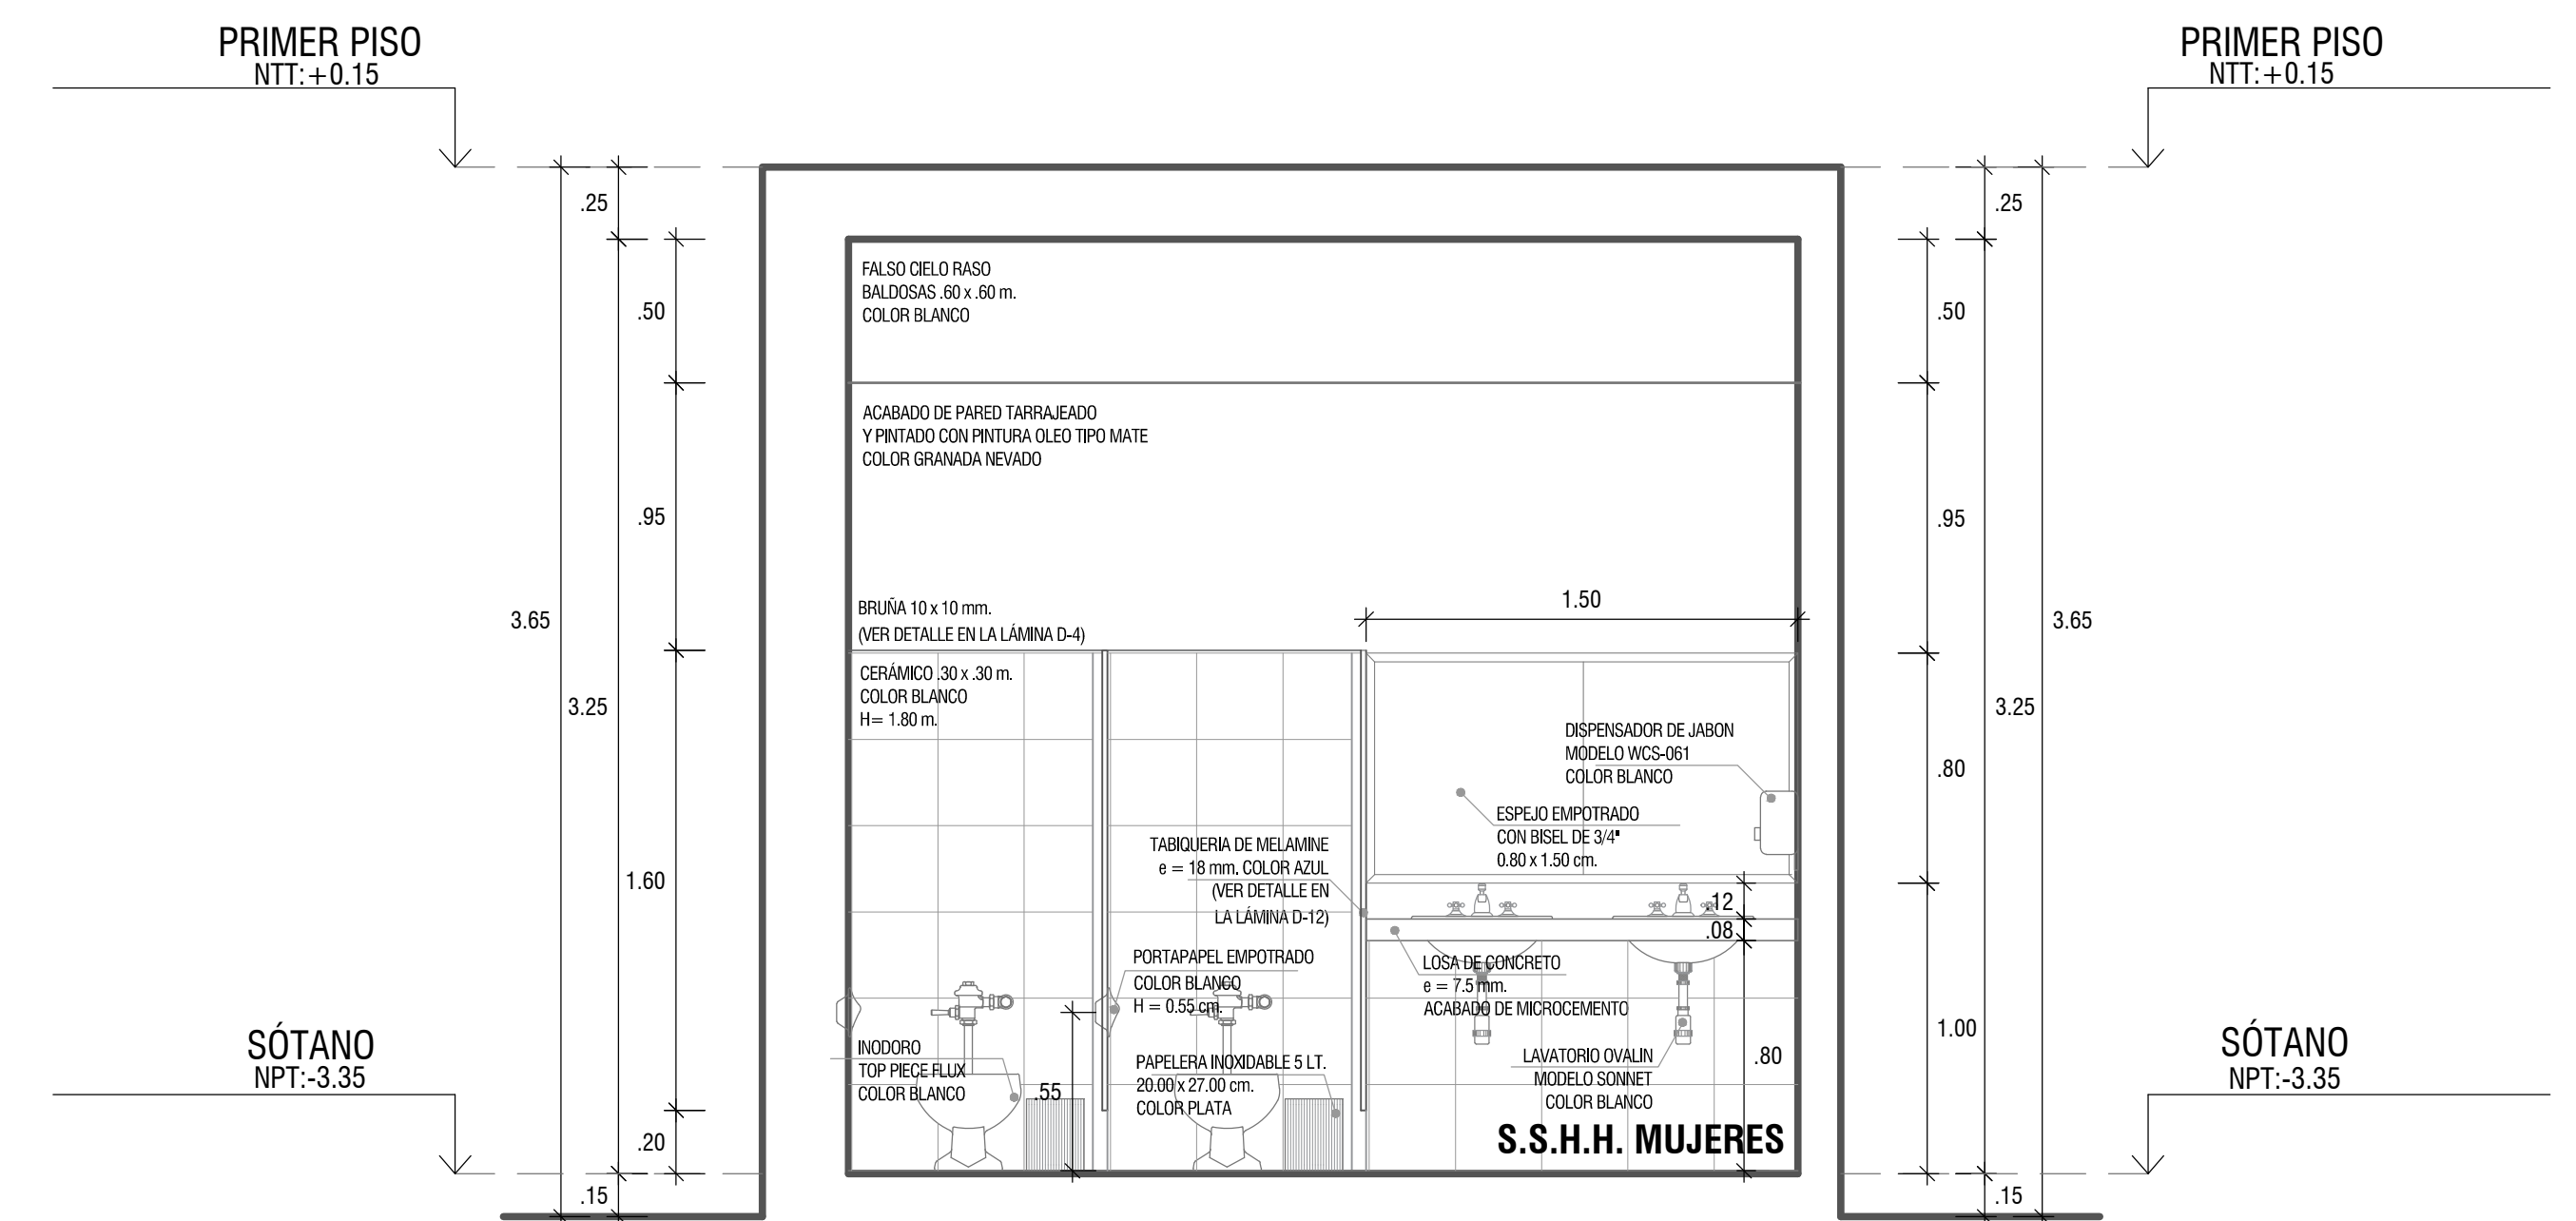 PRIMER PISO
NTT:+0.15
PRIMER PISO
NTT:+0.15
.25
.50
.95
3.65
3.25
1.60
.20
.15
SÓTANO
NPT:-3.35
FALSO CIELO RASO
BALDOSAS .60 x .60 m.
COLOR BLANCO
ACABADO DE PARED TARRAJEADO
Y PINTADO CON PINTURA OLEO TIPO MATE
COLOR GRANADA NEVADO
BRUÑA 10 x 10 mm.
(VER DETALLE EN LA LÁMINA D-4)
CERÁMICO .30 x .30 m.
COLOR BLANCO
H= 1.80 m.
1.50
DISPENSADOR DE JABON
MODELO WCS-061
COLOR BLANCO
ESPEJO EMPOTRADO
CON BISEL DE 3/4"
0.80 x 1.50 cm.
TABIQUERIA DE MELAMINE
e = 18 mm. COLOR AZUL
(VER DETALLE EN
LA LÁMINA D-12)
.12
.08
PORTAPAPEL EMPOTRADO
COLOR BLANCO
H = 0.55 cm.
LOSA DE CONCRETO
e = 7.5 mm.
ACABADO DE MICROCEMENTO
INODORO
TOP PIECE FLUX
COLOR BLANCO
.55
PAPELERA INOXIDABLE 5 LT.
20.00 x 27.00 cm.
COLOR PLATA
LAVATORIO OVALIN
MODELO SONNET
COLOR BLANCO
.80
S.S.H.H. MUJERES
.25
.50
.95
3.65
3.25
.80
1.00
.15
SÓTANO
NPT:-3.35